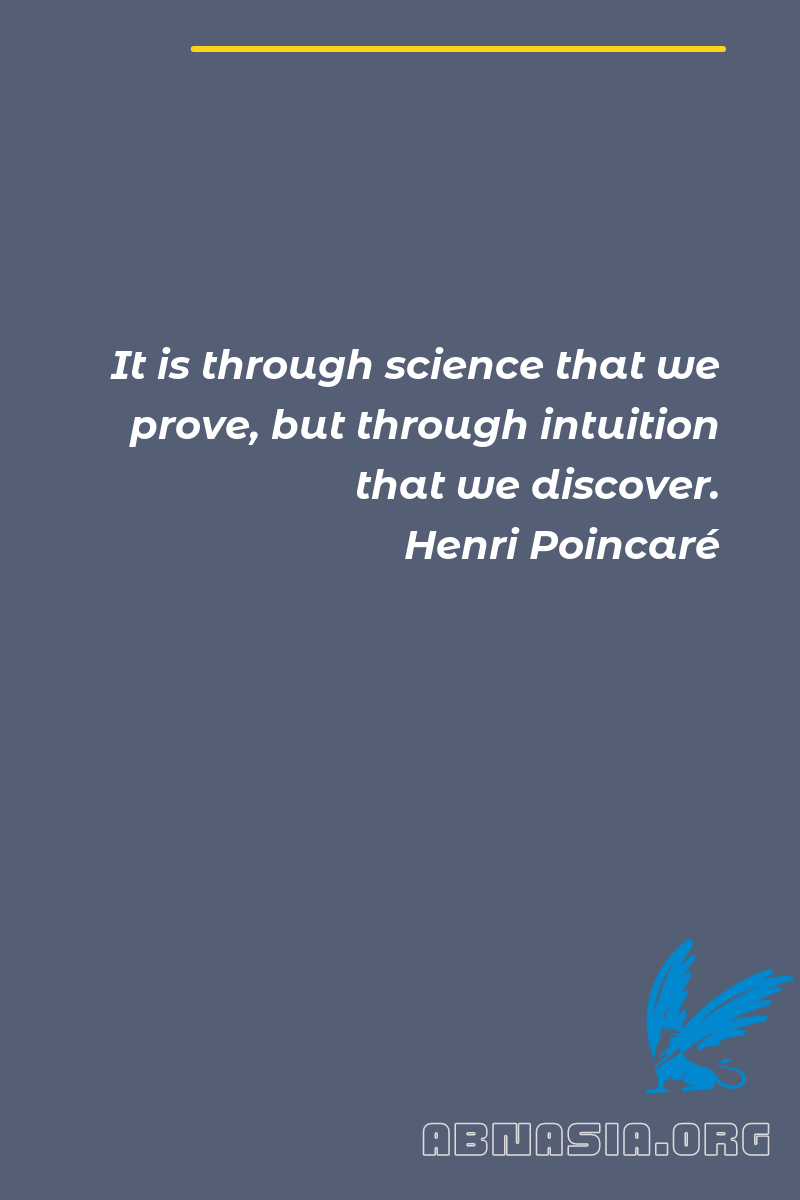 It is through science that we
prove, but through intuition
that we discover.
Henri Poincaré
ABNASIA.ORG